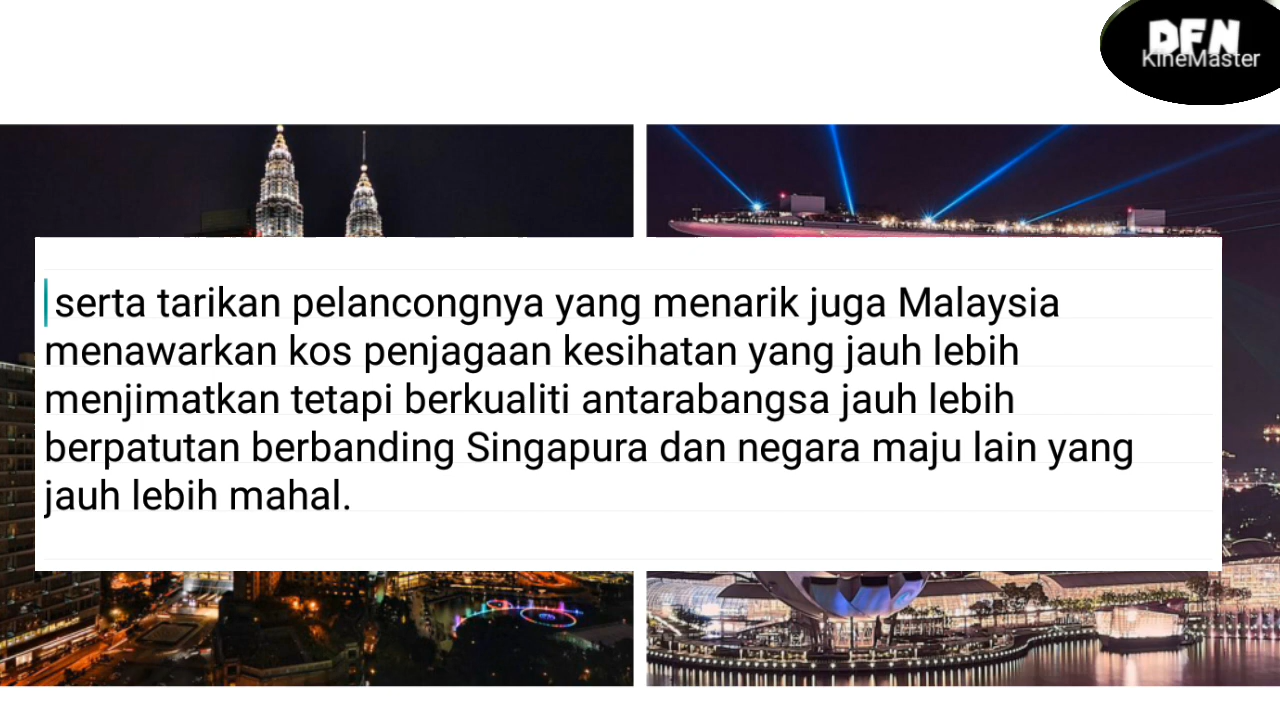 DFN
KineMaster
serta tarikan pelancongnya yang menarik juga Malaysia
menawarkan kos penjagaan kesihatan yang jauh lebih
menjimatkan tetapi berkualiti antarabangsa jauh lebih
berpatutan berbanding Singapura dan negara maju lain yang
jauh lebih mahal.